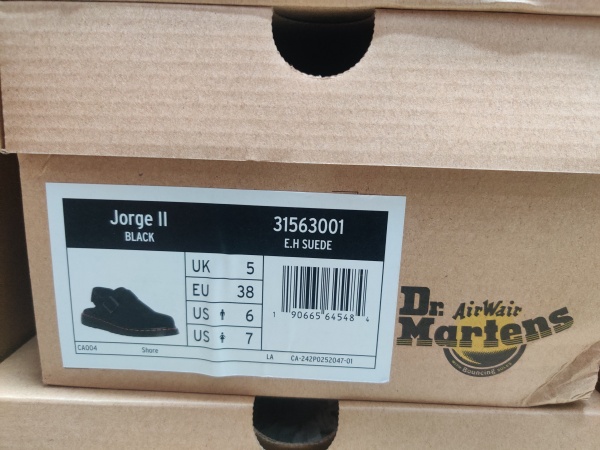 Jorge II
BLACK
31563001
E.H SUEDE
UK 5
EU 38
US 6
US 7
1 90665 64548 4
CA004
Shore
LA
CA-242P0252047-01
Dr. AirWair
Martens
Bouncing